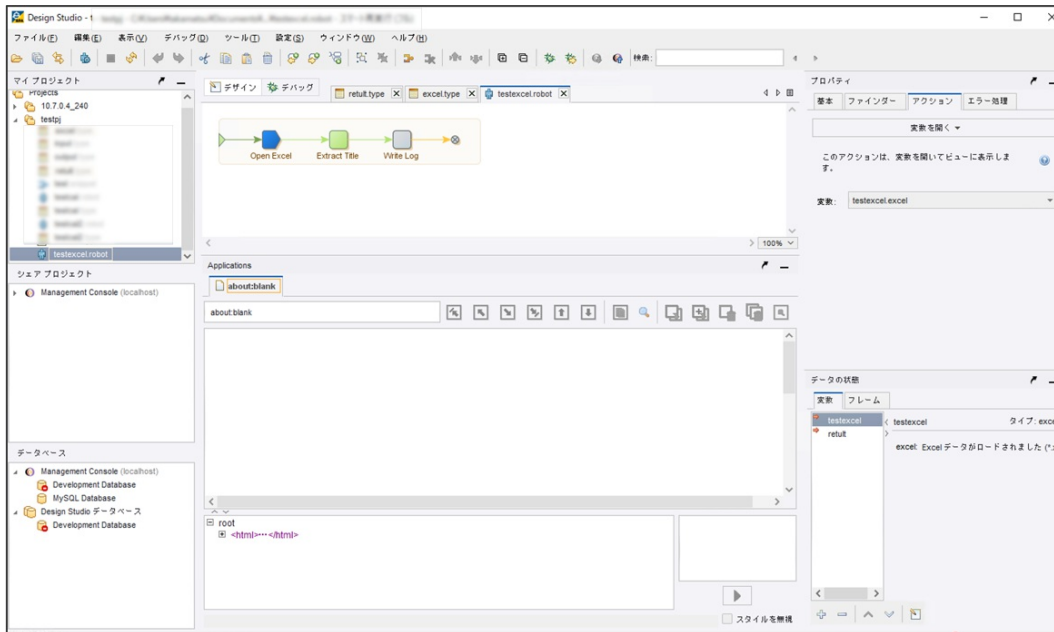 Design Studio -
ファイル(F) 編集(E) 表示(V) デバッグ(D) ツール(T) 設定(S) ウィンドウ(W) ヘルプ(H)
検索:
マイ プロジェクト
Projects
10.7.0.4_240
testpj
testexcel.robot
シェア プロジェクト
Management Console (localhost)
データベース
Management Console (localhost)
Development Database
MySQL Database
Design Studio データベース
Development Database
デザイン デバッグ
retult.type excel.type testexcel.robot
Open Excel Extract Title Write Log
100%
Applications
about:blank
about:blank
root
<html>…</html>
スタイルを無視
プロパティ
基本 ファインダー アクション エラー処理
変数を開く
このアクションは、変数を開いてビューに表示しま
す。
変数: testexcel.excel
データの状態
変数 フレーム
testexcel
retult
testexcel タイプ: exce
excel: Excel データがロードされました (*.x